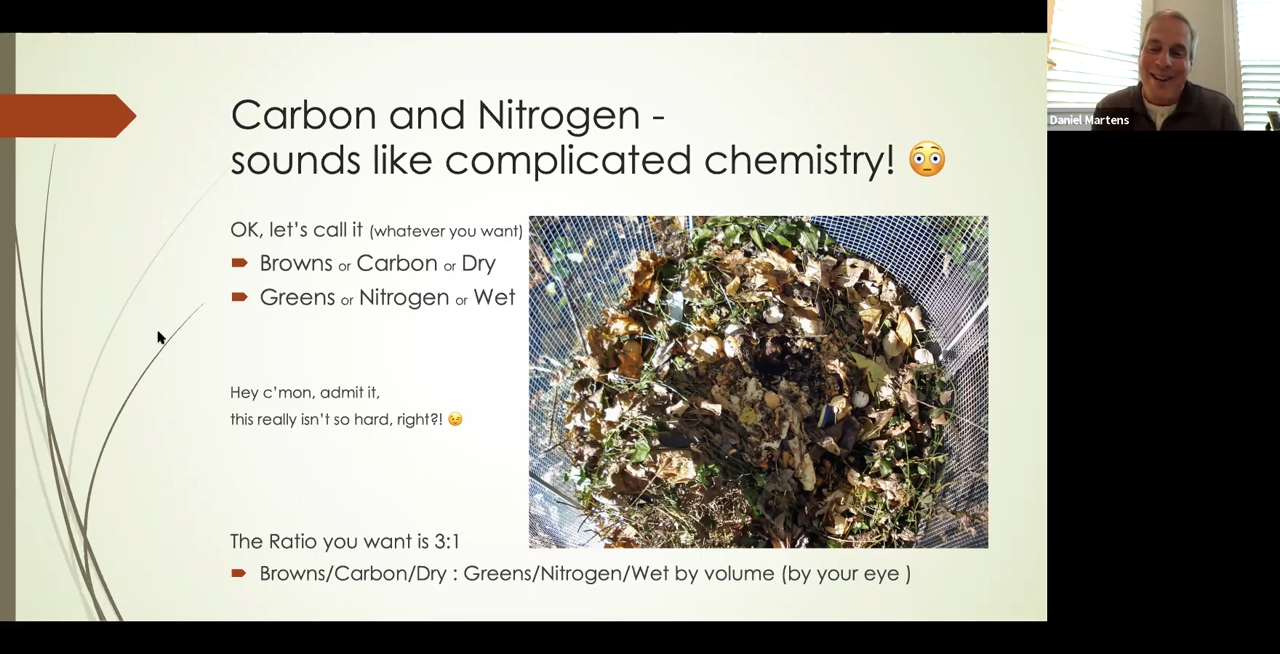 Carbon and Nitrogen -
sounds like complicated chemistry! 😳
OK, let's call it (whatever you want)
Browns or Carbon or Dry
Greens or Nitrogen or Wet
Hey c'mon, admit it,
this really isn't so hard, right?! 😉
The Ratio you want is 3:1
Browns/Carbon/Dry : Greens/Nitrogen/Wet by volume (by your eye )
Daniel Martens